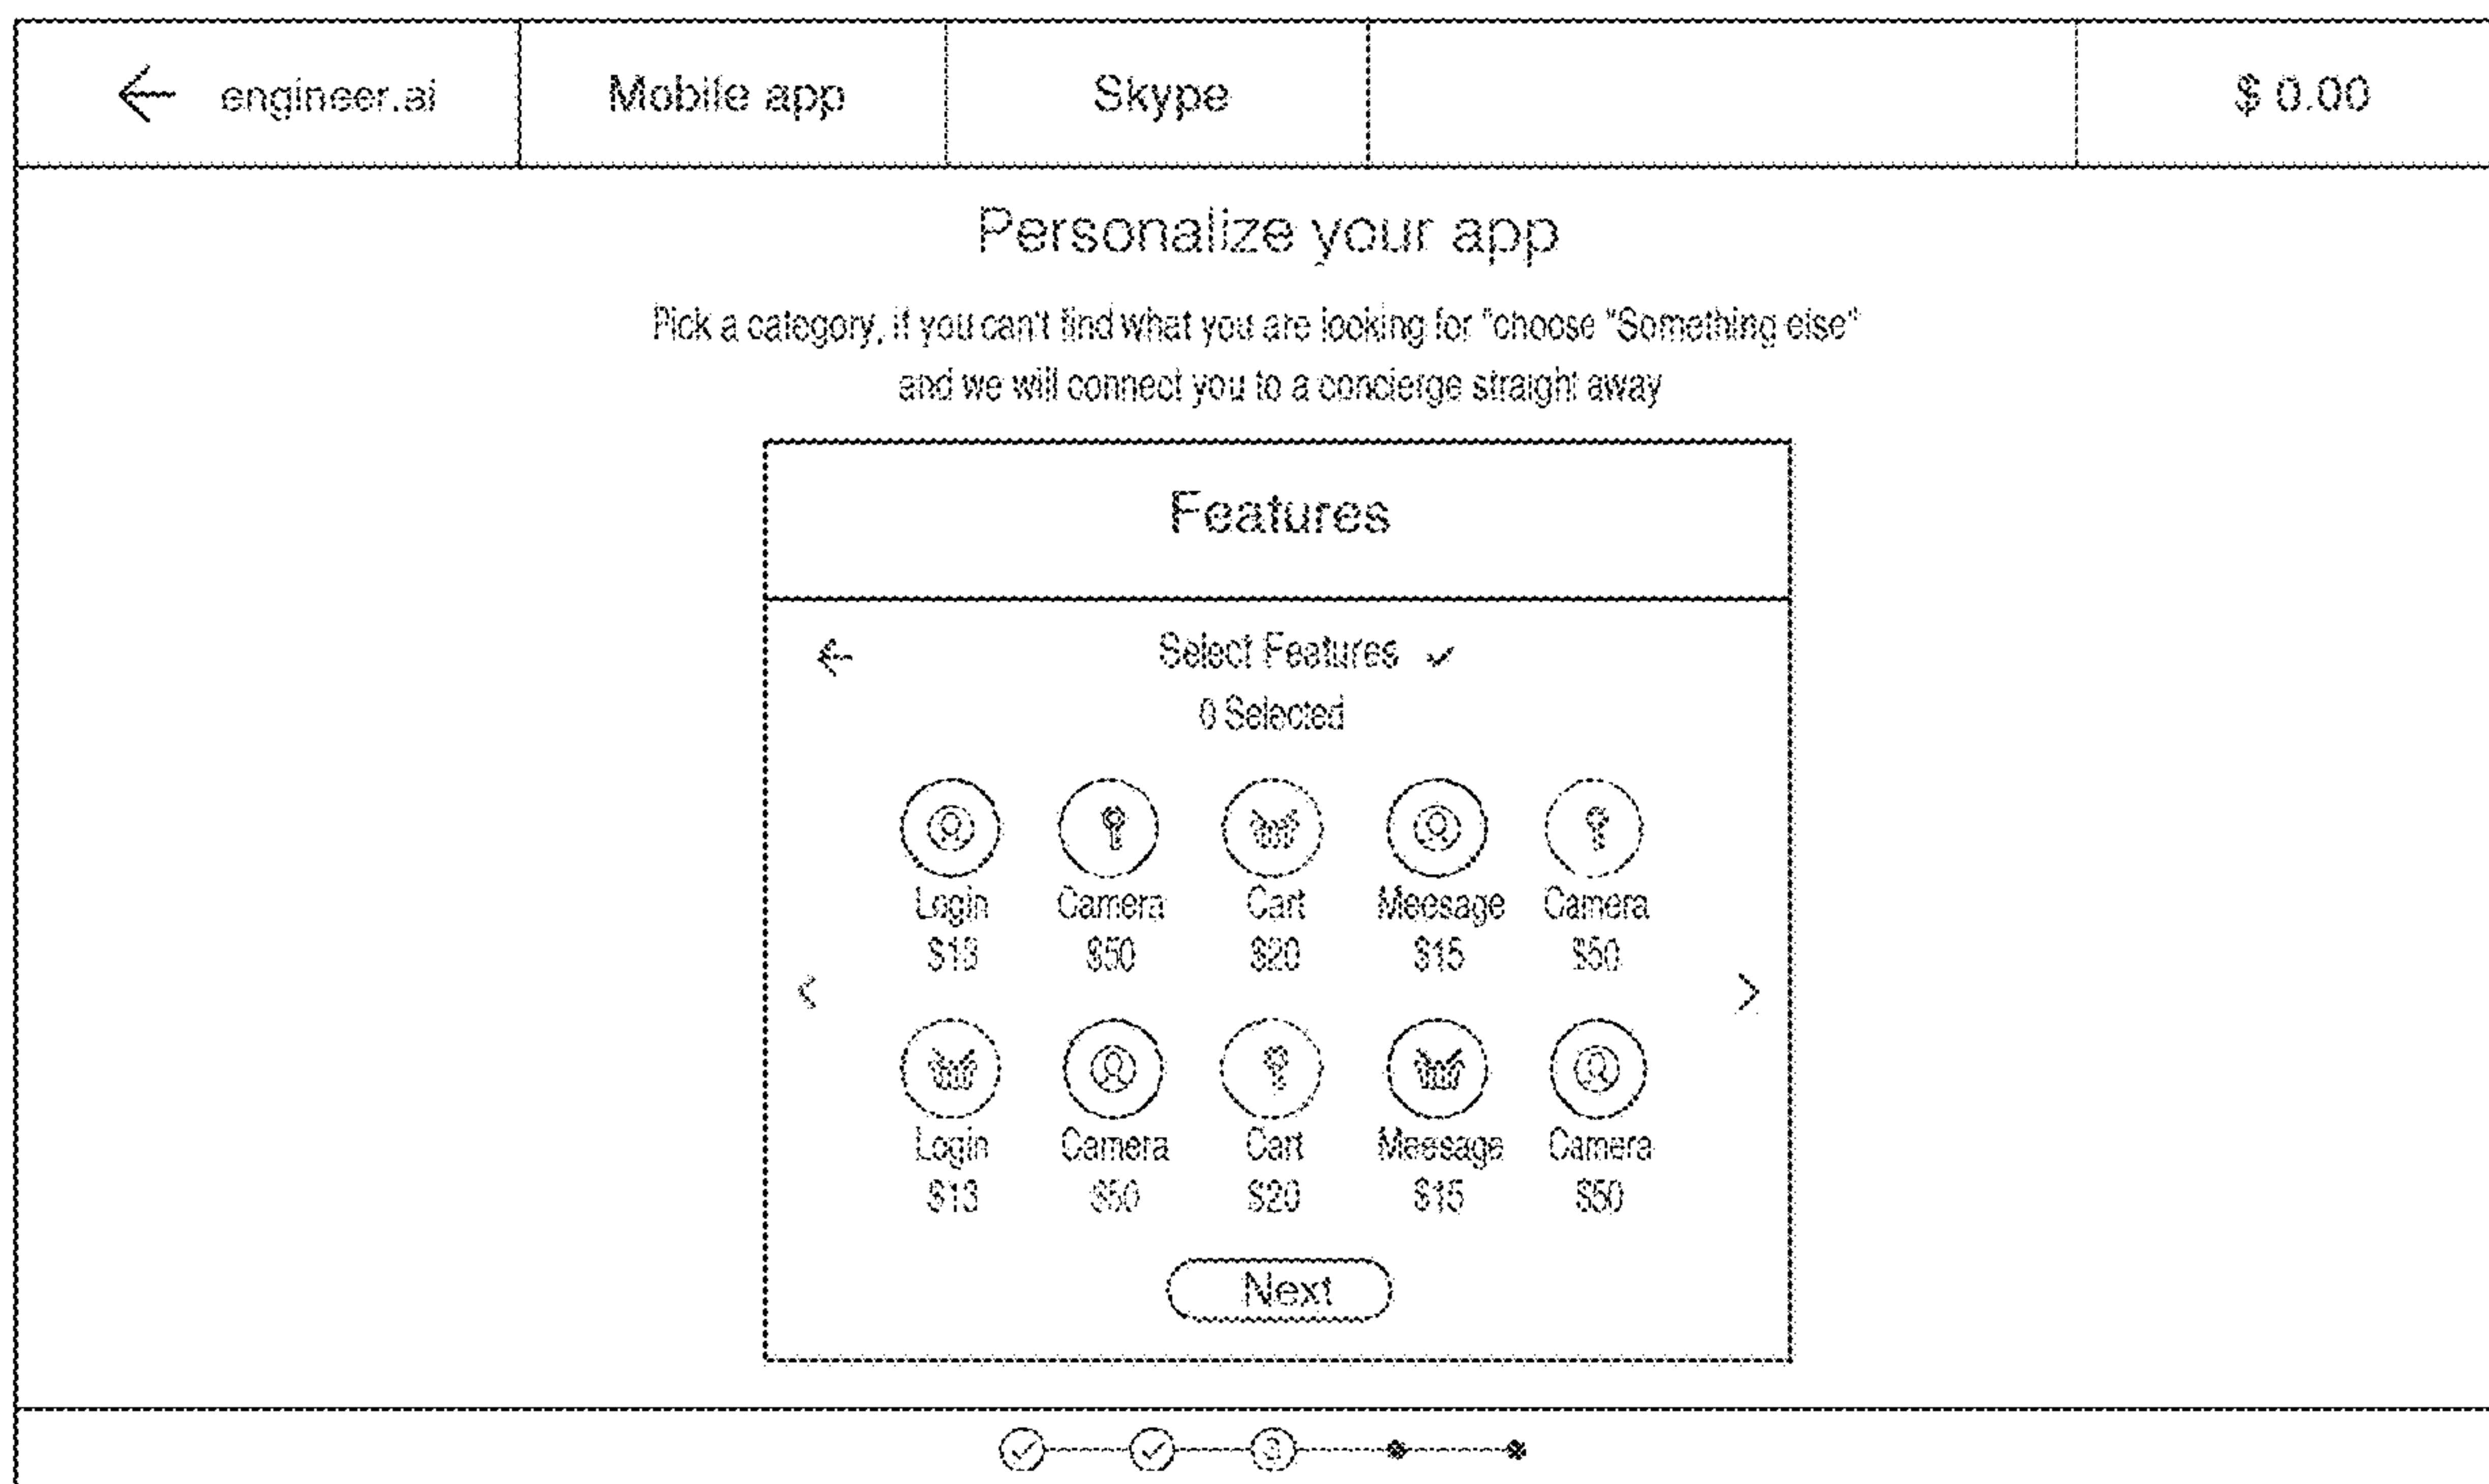 ← engineer.ai Mobile app Skype $ 0.00
Personalize your app
Pick a category, if you can't find what you are looking for "choose "Something else"
and we will connect you to a concierge straight away
Features
Select Features
0 Selected
Login Camera Cart Meesage Camera
$13 $50 $20 $15 $50
Login Camera Cart Meesage Camera
$13 $50 $20 $15 $50
Next
3